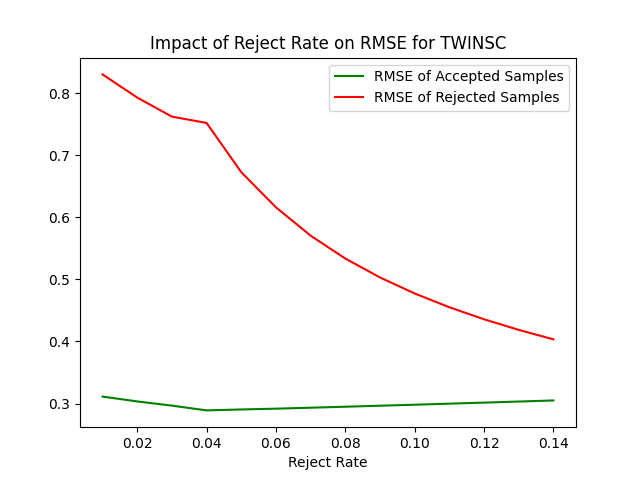 Impact of Reject Rate on RMSE for TWINSC
RMSE of Accepted Samples
RMSE of Rejected Samples
0.8
0.7
0.6
0.5
0.4
0.3
0.02 0.04 0.06 0.08 0.10 0.12 0.14
Reject Rate